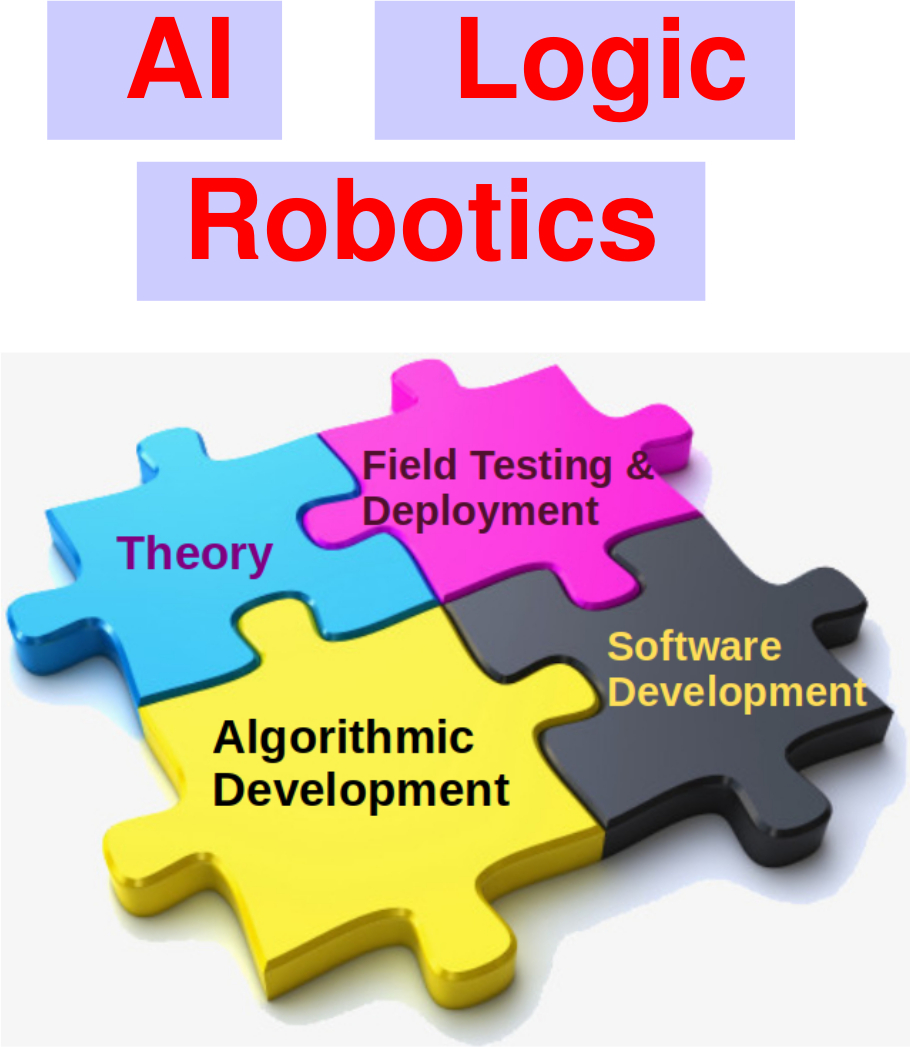 AI Logic
Robotics
Field Testing &
Deployment
Theory
Software
Development
Algorithmic
Development